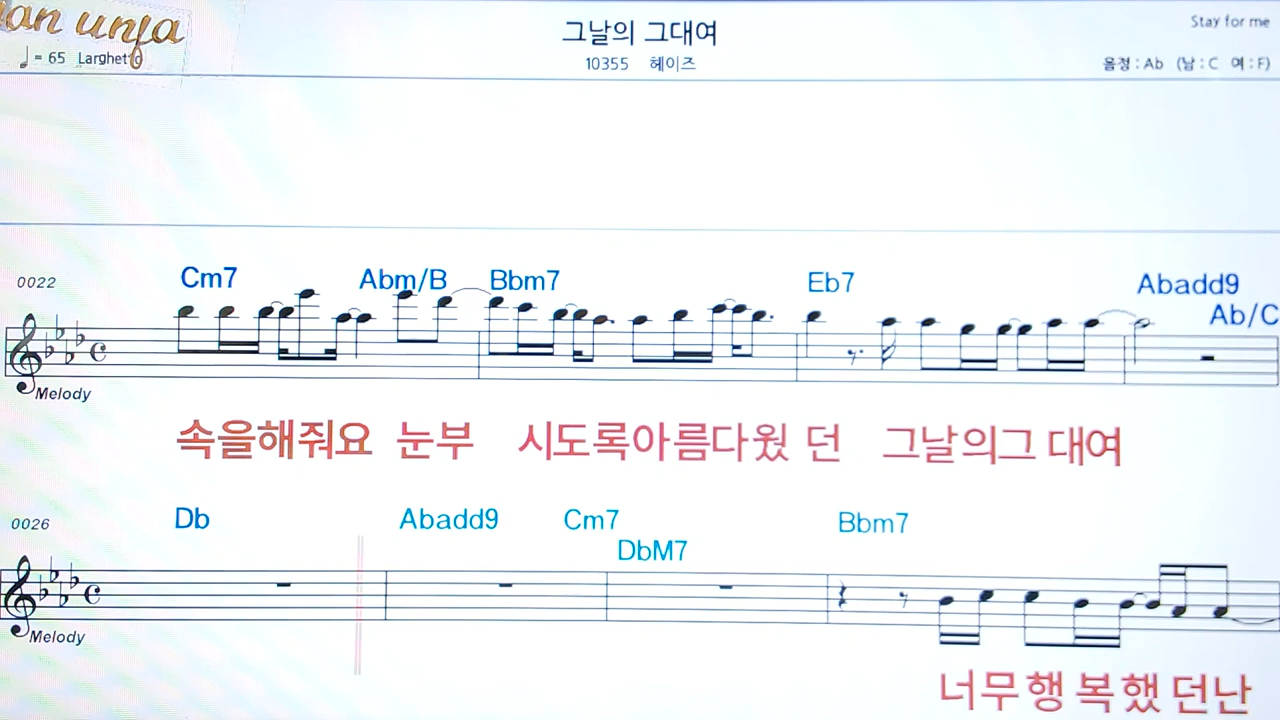 그날의 그대여
Stay for me
♩ = 65 Larghetto
10355 헤이즈
음정 : Ab (남 : C 여 : F)
0022
Cm7 Abm/B Bbm7 Eb7 Abadd9
Ab/C
Melody
속을해줘요 눈부 시도록아름다웠 던 그날의그 대여
0026
Db Abadd9 Cm7 Bbm7
DbM7
Melody
너무행 복했 던난